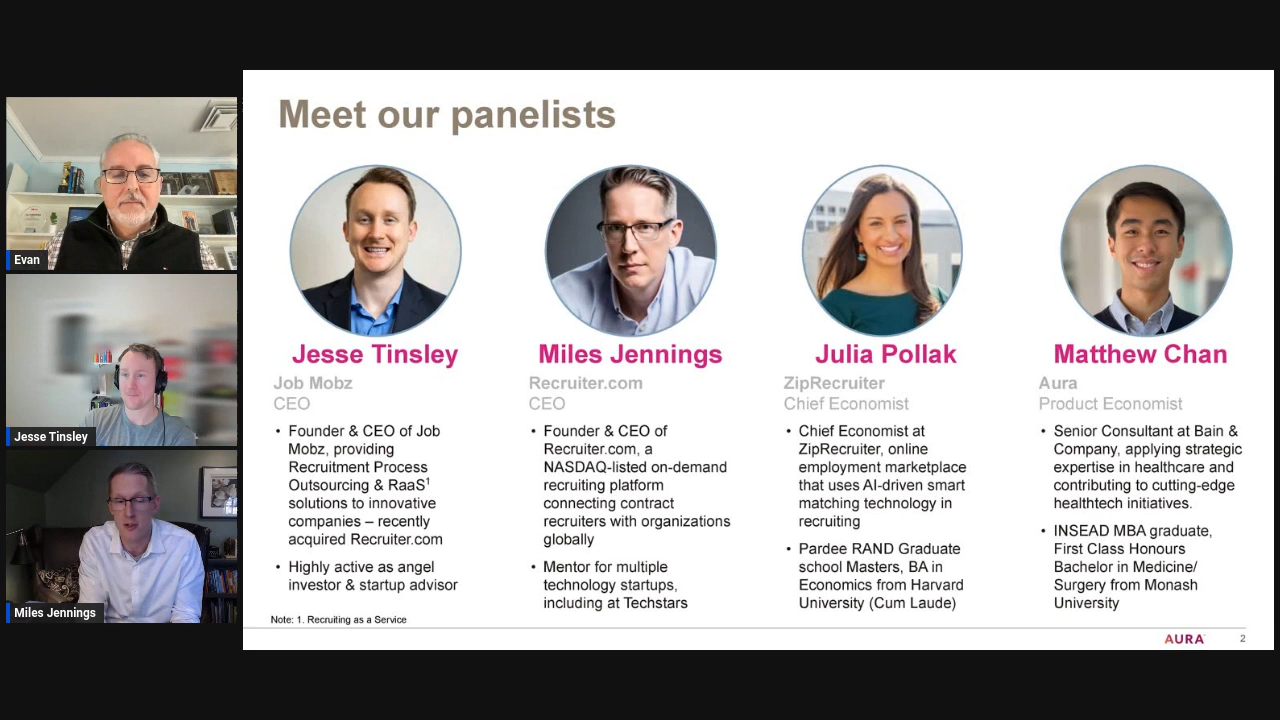 Evan
Jesse Tinsley
Miles Jennings
Meet our panelists
Jesse Tinsley
Job Mobz
CEO
• Founder & CEO of Job
Mobz, providing
Recruitment Process
Outsourcing & RaaS¹
solutions to innovative
companies – recently
acquired Recruiter.com
• Highly active as angel
investor & startup advisor
Miles Jennings
Recruiter.com
CEO
• Founder & CEO of
Recruiter.com, a
NASDAQ-listed on-demand
recruiting platform
connecting contract
recruiters with organizations
globally
• Mentor for multiple
technology startups,
including at Techstars
Julia Pollak
ZipRecruiter
Chief Economist
• Chief Economist at
ZipRecruiter, online
employment marketplace
that uses AI-driven smart
matching technology in
recruiting
• Pardee RAND Graduate
school Masters, BA in
Economics from Harvard
University (Cum Laude)
Matthew Chan
Aura
Product Economist
• Senior Consultant at Bain &
Company, applying strategic
expertise in healthcare and
contributing to cutting-edge
healthtech initiatives.
• INSEAD MBA graduate,
First Class Honours
Bachelor in Medicine/
Surgery from Monash
University
Note: 1. Recruiting as a Service
AURA
2